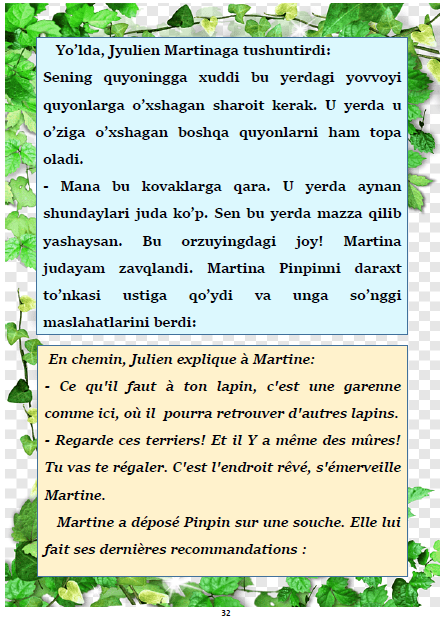 Yo’lda, Jyulien Martinaga tushuntirdi:
Sening quyoningga xuddi bu yerdagi yovvoyi
quyonlarga o’xshagan sharoit kerak. U yerda u
o’ziga o’xshagan boshqa quyonlarni ham topa
oladi.
- Mana bu kovaklarga qara. U yerda aynan
shundaylari juda ko’p. Sen bu yerda mazza qilib
yashaysan. Bu orzuyingdagi joy! Martina
judayam zavqlandi. Martina Pinpinni daraxt
to’nkasi ustiga qo’ydi va unga so’nggi
maslahatlarini berdi:
En chemin, Julien explique à Martine:
- Ce qu'il faut à ton lapin, c'est une garenne
comme ici, où il pourra retrouver d'autres lapins.
- Regarde ces terriers! Et il Y a même des mûres!
Tu vas te régaler. C'est l'endroit rêvé, s'émerveille
Martine.
Martine a déposé Pinpin sur une souche. Elle lui
fait ses dernières recommandations :
32